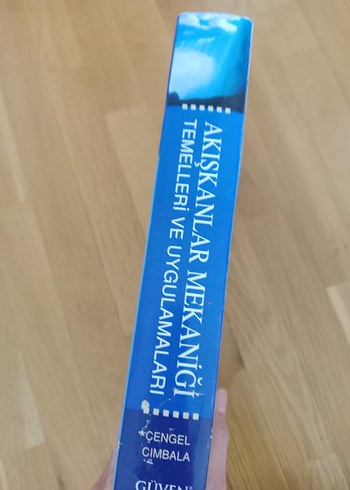 AKIŞKANLAR MEKANİĞİ
TEMELLERİ VE UYGULAMALARI
ÇENGEL
CIMBALA
GÜVEN